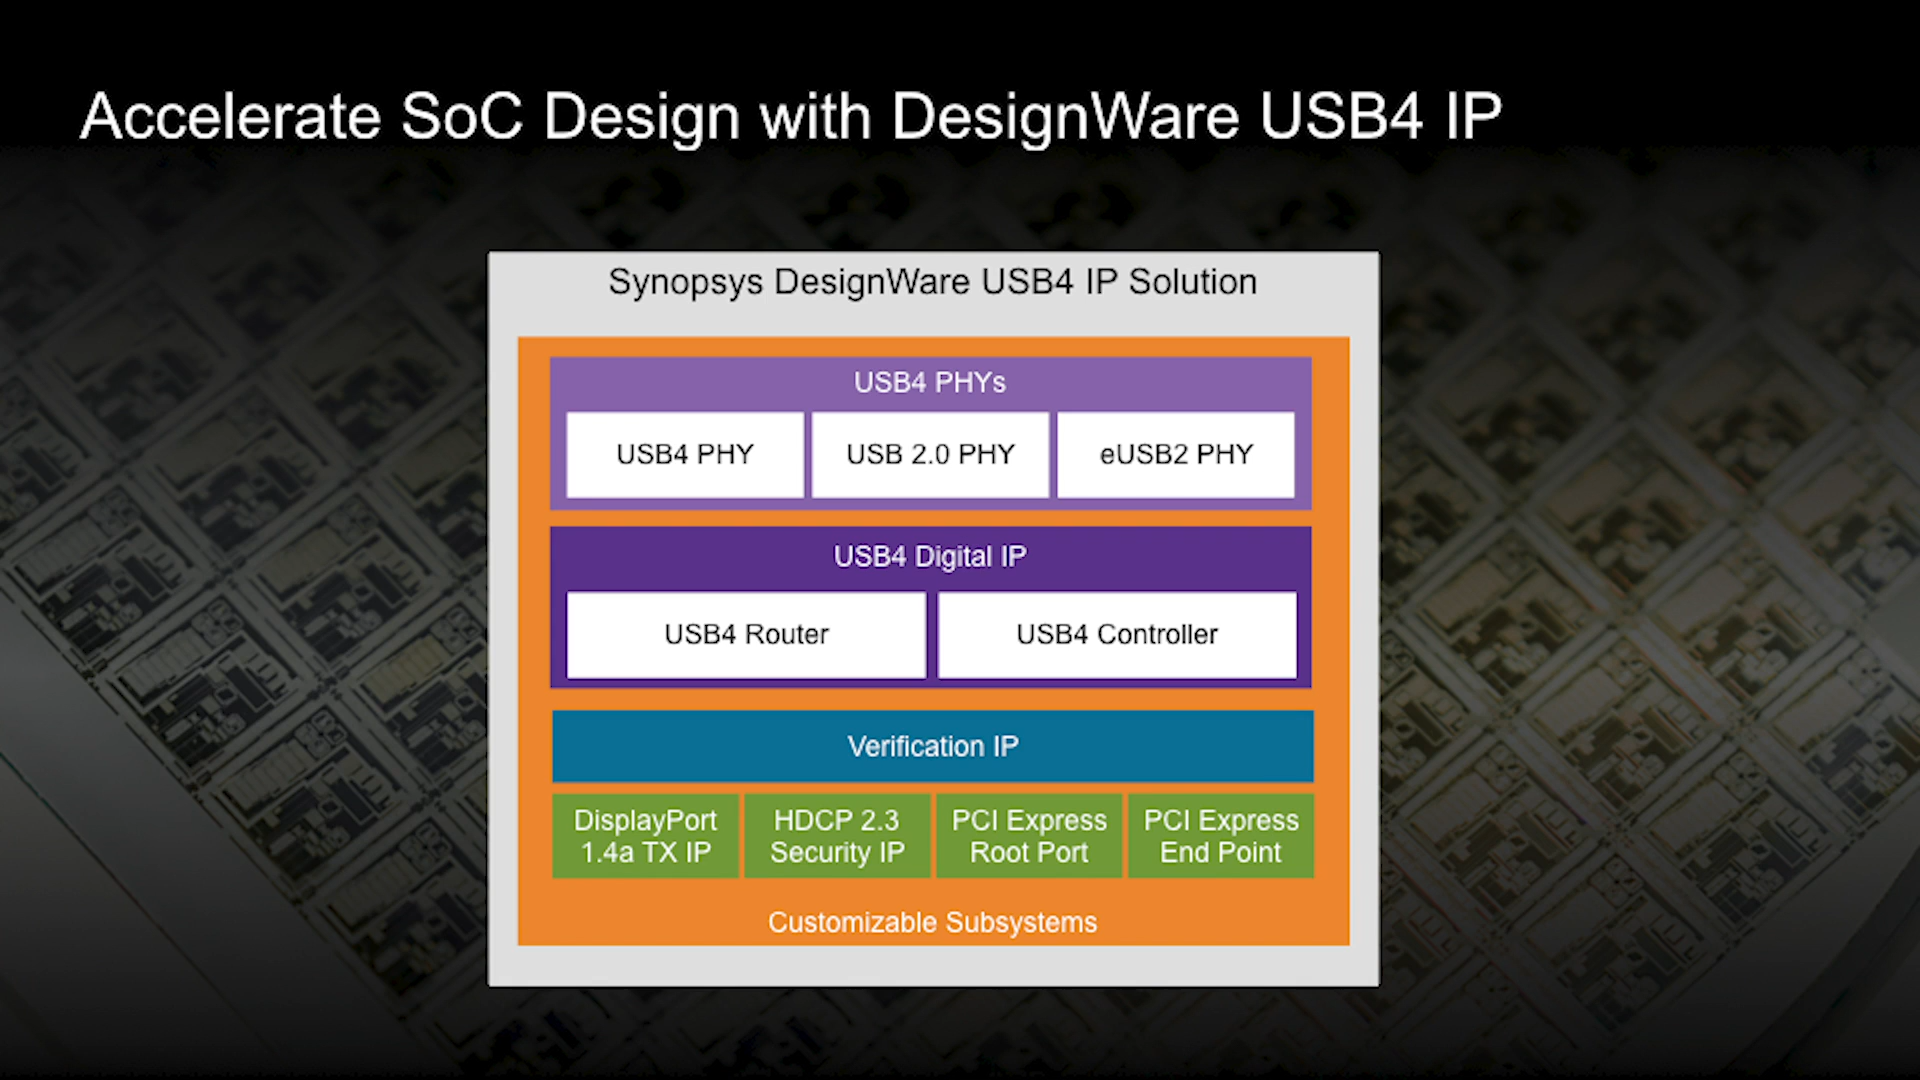 Accelerate SoC Design with DesignWare USB4 IP
Synopsys DesignWare USB4 IP Solution
USB4 PHYs
USB4 PHY
USB 2.0 PHY
eUSB2 PHY
USB4 Digital IP
USB4 Router
USB4 Controller
Verification IP
DisplayPort
1.4a TX IP
HDCP 2.3
Security IP
PCI Express
Root Port
PCI Express
End Point
Customizable Subsystems